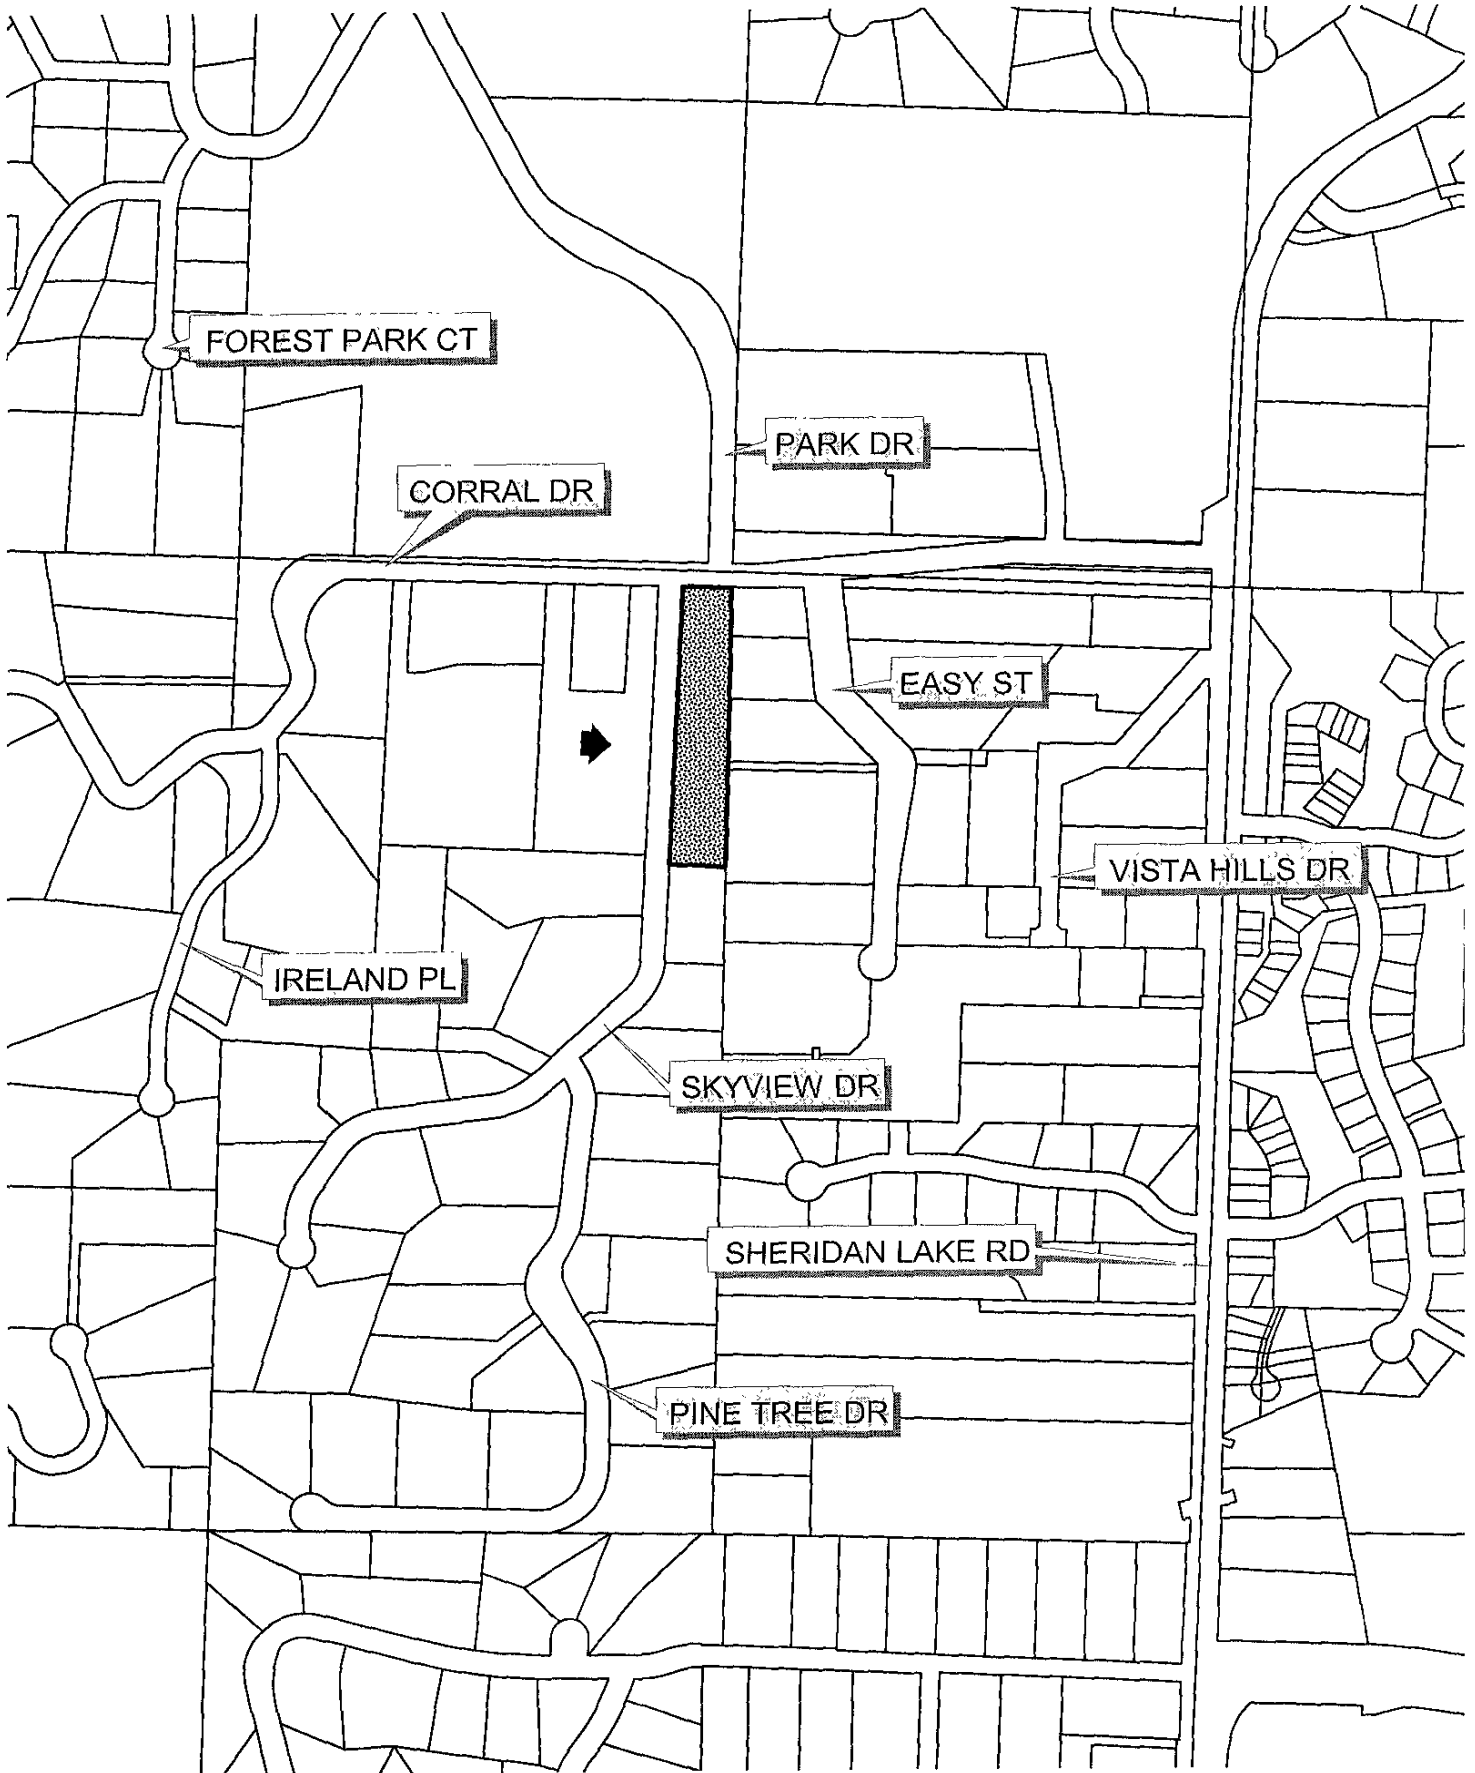 FOREST PARK CT
PARK DR
CORRAL DR
EASY ST
VISTA HILLS DR
IRELAND PL
SKYVIEW DR
SHERIDAN LAKE RD
PINE TREE DR